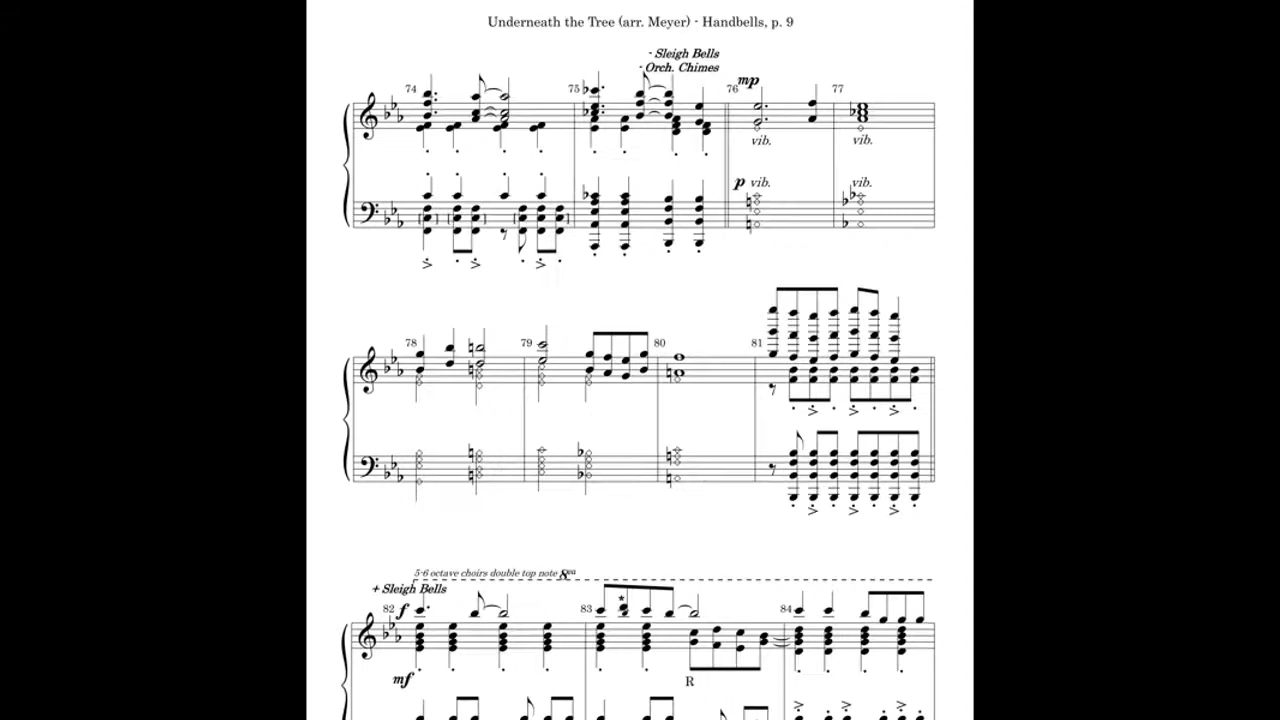 Underneath the Tree (arr. Meyer) - Handbells, p. 9
- Sleigh Bells
- Orch. Chimes
74
75
76
mp
77
vib.
vib.
p vib.
vib.
78
79
80
81
5-6 octave choirs double top note 8va
+ Sleigh Bells
82
f
83
*
84
mf
R